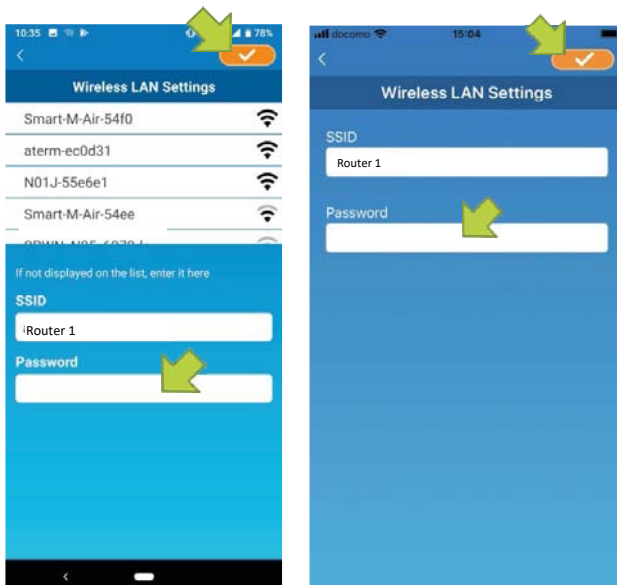 10:35
78%
Wireless LAN Settings
Smart-M-Air-54f0
aterm-ec0d31
N01J-55e6e1
Smart-M-Air-54ee
If not displayed on the list, enter it here
SSID
Router 1
Password
docomo
15:04
Wireless LAN Settings
SSID
Router 1
Password